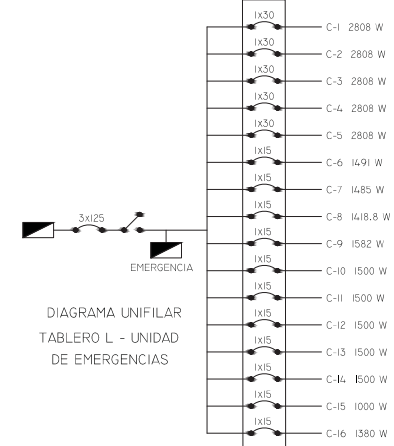 1x30
C-1 2808 W
1x30
C-2 2808 W
1x30
C-3 2808 W
1x30
C-4 2808 W
1x30
C-5 2808 W
1x15
C-6 1491 W
1x15
C-7 1485 W
1x15
C-8 1418.8 W
3x125
1x15
C-9 1582 W
EMERGENCIA
1x15
C-10 1500 W
1x15
C-11 1500 W
DIAGRAMA UNIFILAR
1x15
C-12 1500 W
TABLERO L - UNIDAD
1x15
C-13 1500 W
DE EMERGENCIAS
1x15
C-14 1500 W
1x15
C-15 1000 W
1x15
C-16 1380 W